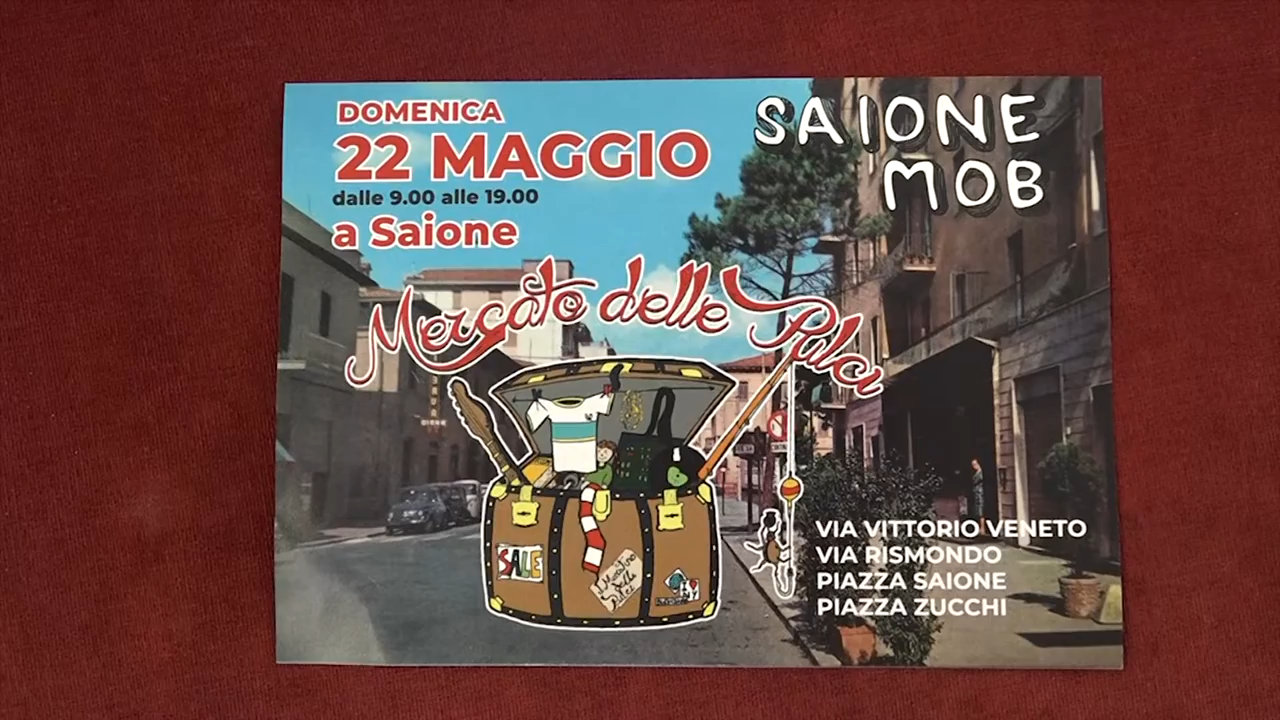 DOMENICA
22 MAGGIO
dalle 9.00 alle 19.00
a Saione
SAIONE
MOB
Mercato delle Pulci
SALE
VIA VITTORIO VENETO
VIA RISMONDO
PIAZZA SAIONE
PIAZZA ZUCCHI